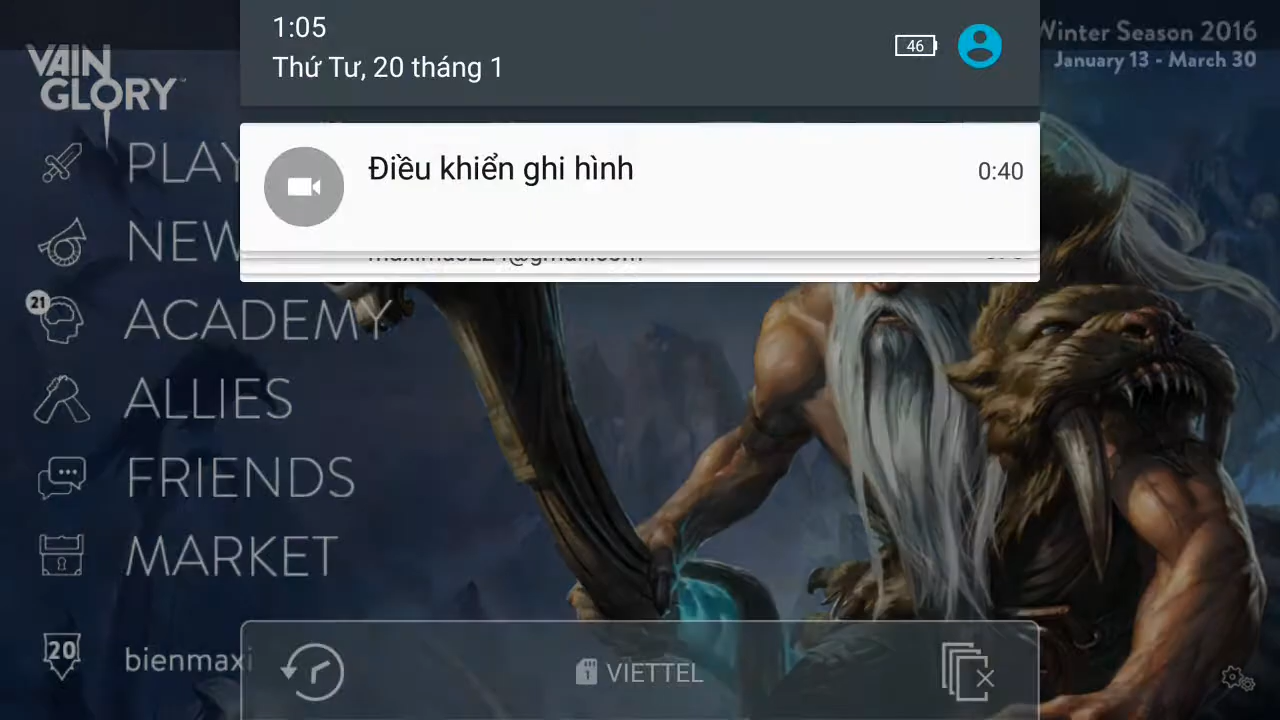 1:05
46
Thứ Tư, 20 tháng 1
Winter Season 2016
January 13 - March 30
VAIN
GLORY
Điều khiển ghi hình
0:40
PLAY
NEW
21
ACADEMY
ALLIES
FRIENDS
MARKET
20
bienmaxi
1
VIETTEL